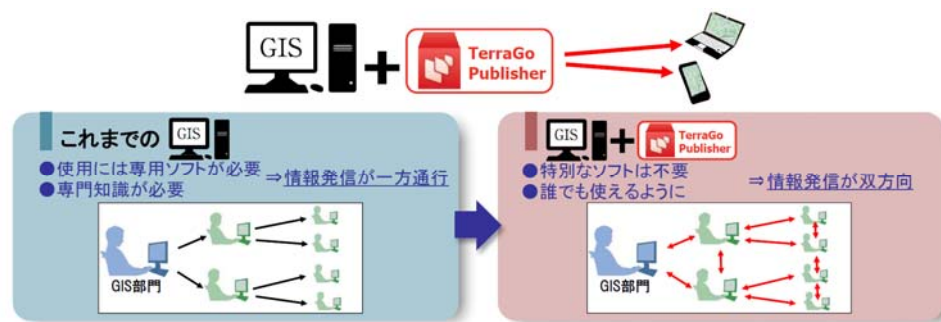 GIS
TerraGo
Publisher
これまでの GIS
●使用には専用ソフトが必要
●専門知識が必要
⇒情報発信が一方通行
GIS部門
GIS
TerraGo
Publisher
●特別なソフトは不要
●誰でも使えるように
⇒情報発信が双方向
GIS部門